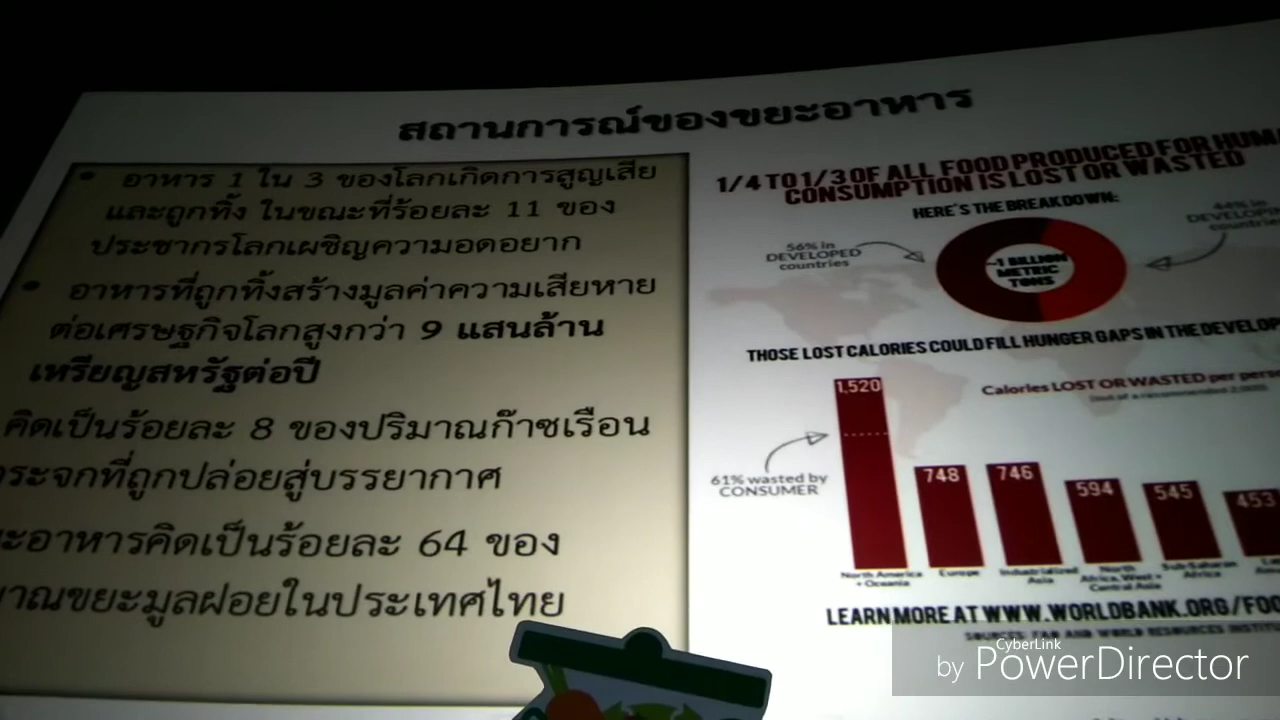 สถานการณ์ของขยะอาหาร
• อาหาร 1 ใน 3 ของโลกเกิดการสูญเสีย
และถูกทิ้ง ในขณะที่ร้อยละ 11 ของ
ประชากรโลกเผชิญความอดอยาก
• อาหารที่ถูกทิ้งสร้างมูลค่าความเสียหาย
ต่อเศรษฐกิจโลกสูงกว่า 9 แสนล้าน
เหรียญสหรัฐต่อปี
คิดเป็นร้อยละ 8 ของปริมาณก๊าซเรือน
กระจกที่ถูกปล่อยสู่บรรยากาศ
ะอาหารคิดเป็นร้อยละ 64 ของ
มาณขยะมูลฝอยในประเทศไทย
1/4 TO 1/3 OF ALL FOOD PRODUCED FOR HUMA
CONSUMPTION IS LOST OR WASTED
HERE'S THE BREAKDOWN:
56% in
DEVELOPED
countries
44% in
DEVELOPI
countries
~1 BILLION
METRIC
TONS
THOSE LOST CALORIES COULD FILL HUNGER GAPS IN THE DEVELOP
Calories LOST OR WASTED per perso
(out of a recommended 2,000)
1,520
61% wasted by
CONSUMER
748
746
594
545
453
North America
+ Oceania
Europe
Industrialized
Asia
North
Africa, West +
Central Asia
Sub-Saharan
Africa
LEARN MORE AT WWW.WORLDBANK.ORG/FOO
SOURCES: FAO AND WORLD RESOURCES INSTITU
CyberLink
by PowerDirector